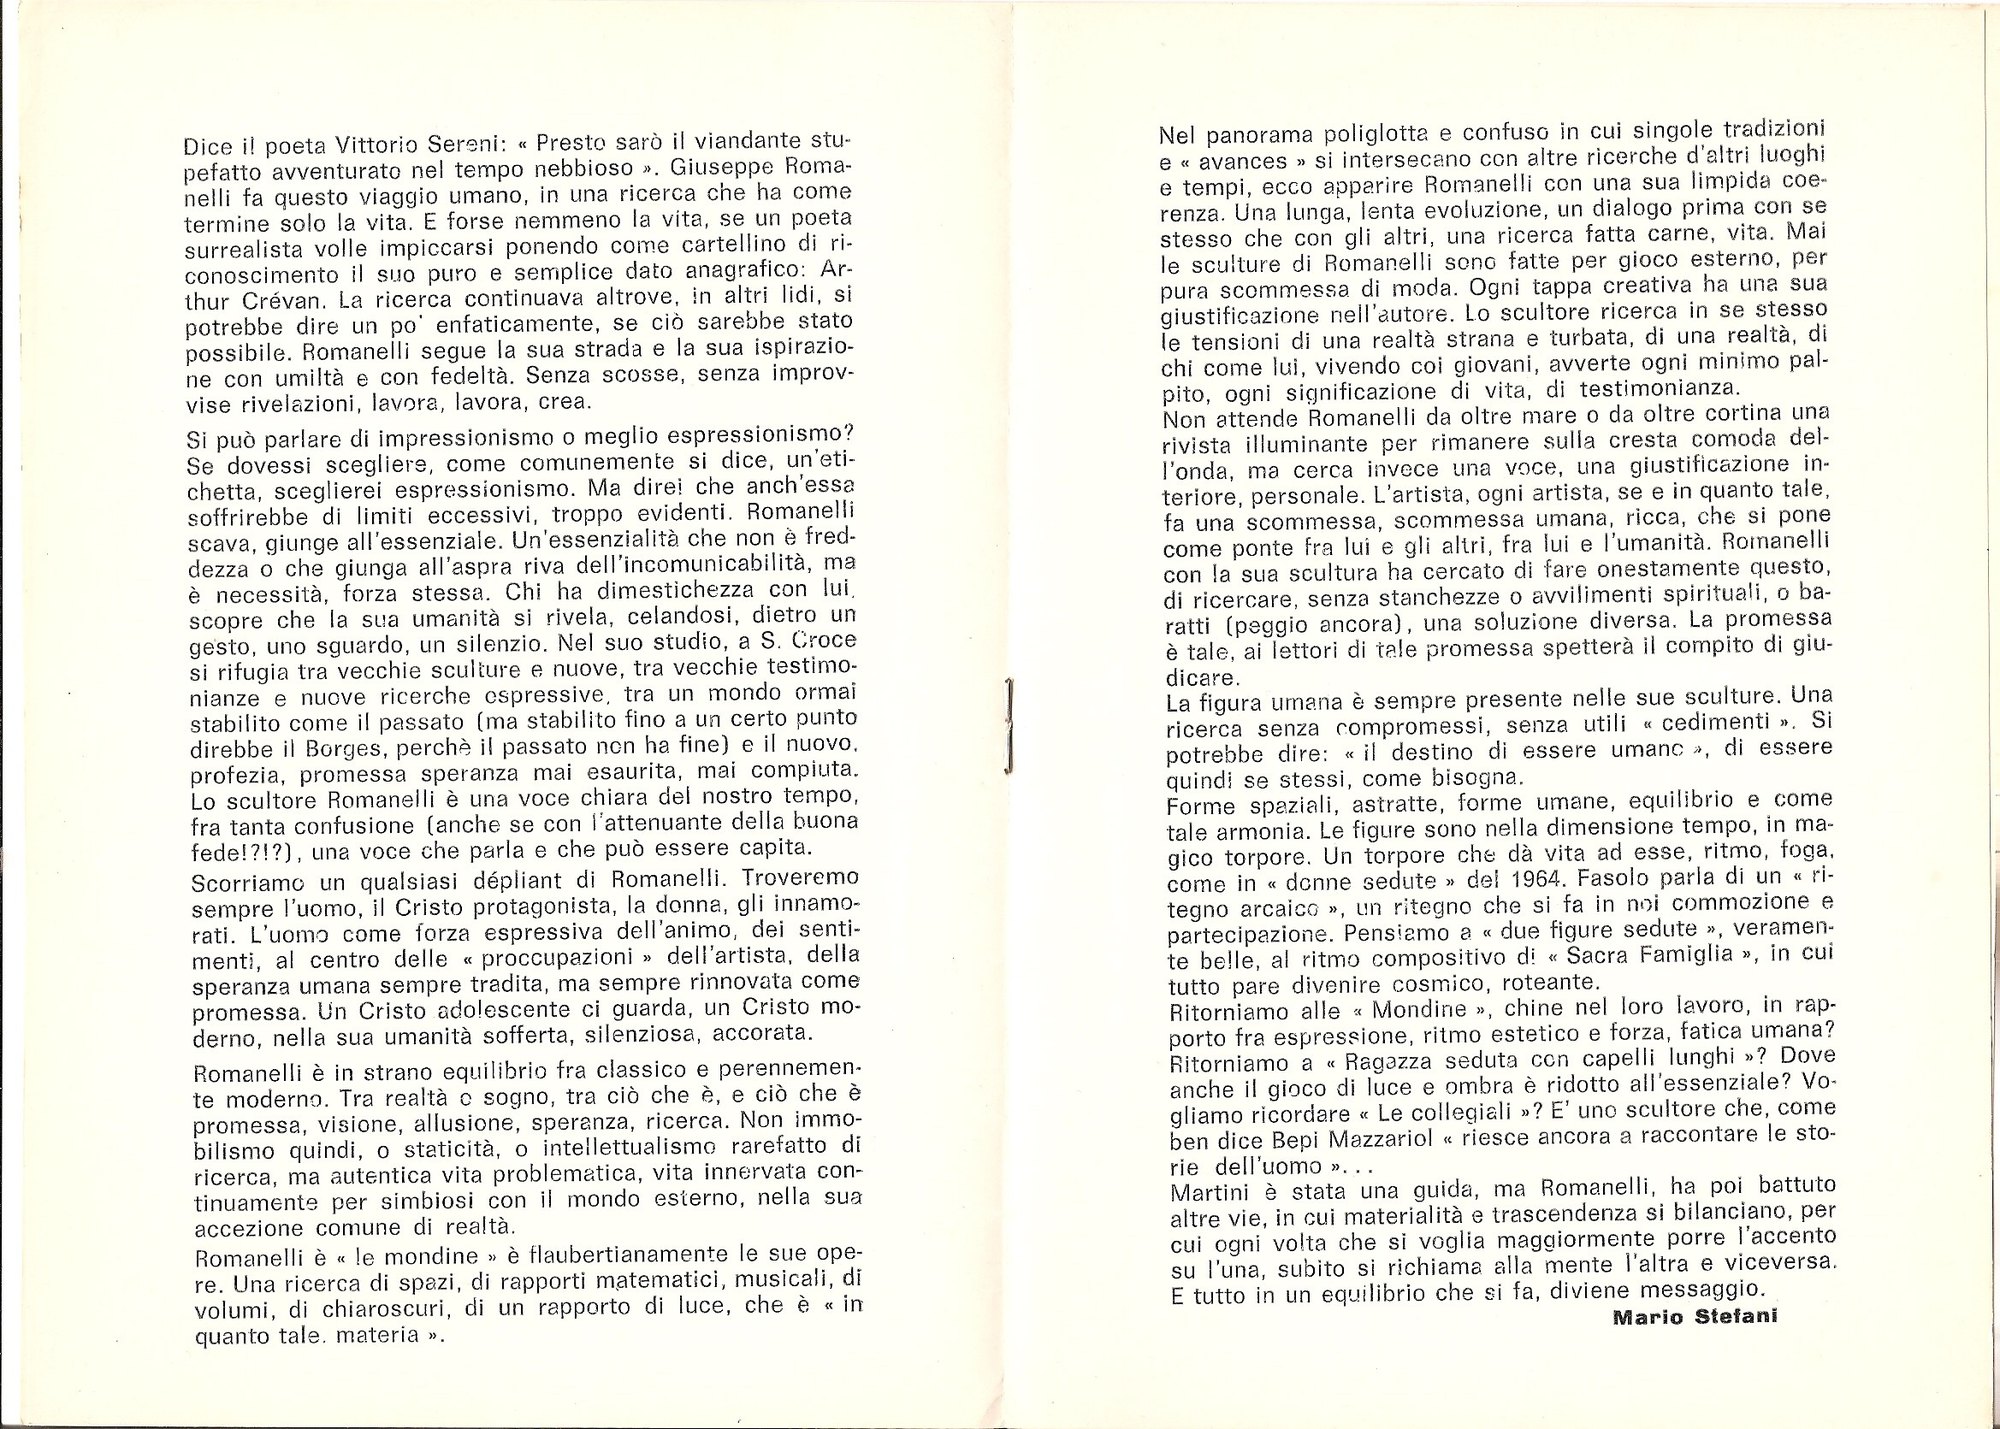 Dice il poeta Vittorio Sereni: « Presto sarò il viandante stu-
pefatto avventurato nel tempo nebbioso ». Giuseppe Roma-
nelli fa questo viaggio umano, in una ricerca che ha come
termine solo la vita. E forse nemmeno la vita, se un poeta
surrealista volle impiccarsi ponendo come cartellino di ri-
conoscimento il suo puro e semplice dato anagrafico: Ar-
thur Crévan. La ricerca continuava altrove, in altri lidi, si
potrebbe dire un po' enfaticamente, se ciò sarebbe stato
possibile. Romanelli segue la sua strada e la sua ispirazio-
ne con umiltà e con fedeltà. Senza scosse, senza improv-
vise rivelazioni, lavora, lavora, crea.
Si può parlare di impressionismo o meglio espressionismo?
Se dovessi scegliere, come comunemente si dice, un'eti-
chetta, sceglierei espressionismo. Ma direi che anch'essa
soffrirebbe di limiti eccessivi, troppo evidenti. Romanelli
scava, giunge all'essenziale. Un'essenzialità che non è fred-
dezza o che giunga all'aspra riva dell'incomunicabilità, ma
è necessità, forza stessa. Chi ha dimestichezza con lui,
scopre che la sua umanità si rivela, celandosi, dietro un
gesto, uno sguardo, un silenzio. Nel suo studio, a S. Croce
si rifugia tra vecchie sculture e nuove, tra vecchie testimo-
nianze e nuove ricerche espressive, tra un mondo ormai
stabilito come il passato (ma stabilito fino a un certo punto
direbbe il Borges, perchè il passato non ha fine) e il nuovo,
profezia, promessa speranza mai esaurita, mai compiuta.
Lo scultore Romanelli è una voce chiara del nostro tempo,
fra tanta confusione (anche se con l'attenuante della buona
fede!?!?), una voce che parla e che può essere capita.
Scorriamo un qualsiasi dépliant di Romanelli. Troveremo
sempre l'uomo, il Cristo protagonista, la donna, gli innamo-
rati. L'uomo come forza espressiva dell'animo, dei senti-
menti, al centro delle « proccupazioni » dell'artista, della
speranza umana sempre tradita, ma sempre rinnovata come
promessa. Un Cristo adolescente ci guarda, un Cristo mo-
derno, nella sua umanità sofferta, silenziosa, accorata.
Romanelli è in strano equilibrio fra classico e perennemen-
te moderno. Tra realtà o sogno, tra ciò che è, e ciò che è
promessa, visione, allusione, speranza, ricerca. Non immo-
bilismo quindi, o staticità, o intellettualismo rarefatto di
ricerca, ma autentica vita problematica, vita innervata con-
tinuamente per simbiosi con il mondo esterno, nella sua
accezione comune di realtà.
Romanelli è « le mondine » è flaubertianamente le sue ope-
re. Una ricerca di spazi, di rapporti matematici, musicali, di
volumi, di chiaroscuri, di un rapporto di luce, che è « in
quanto tale. materia ».
Nel panorama poliglotta e confuso in cui singole tradizioni
e « avances » si intersecano con altre ricerche d'altri luoghi
e tempi, ecco apparire Romanelli con una sua limpida coe-
renza. Una lunga, lenta evoluzione, un dialogo prima con se
stesso che con gli altri, una ricerca fatta carne, vita. Mai
le sculture di Romanelli sono fatte per gioco esterno, per
pura scommessa di moda. Ogni tappa creativa ha una sua
giustificazione nell'autore. Lo scultore ricerca in se stesso
le tensioni di una realtà strana e turbata, di una realtà, di
chi come lui, vivendo coi giovani, avverte ogni minimo pal-
pito, ogni significazione di vita, di testimonianza.
Non attende Romanelli da oltre mare o da oltre cortina una
rivista illuminante per rimanere sulla cresta comoda del-
l'onda, ma cerca invece una voce, una giustificazione in-
teriore, personale. L'artista, ogni artista, se e in quanto tale,
fa una scommessa, scommessa umana, ricca, che si pone
come ponte fra lui e gli altri, fra lui e l'umanità. Romanelli
con la sua scultura ha cercato di fare onestamente questo,
di ricercare, senza stanchezze o avvilimenti spirituali, o ba-
ratti (peggio ancora), una soluzione diversa. La promessa
è tale, ai lettori di tale promessa spetterà il compito di giu-
dicare.
La figura umana è sempre presente nelle sue sculture. Una
ricerca senza compromessi, senza utili « cedimenti ». Si
potrebbe dire: « il destino di essere umano », di essere
quindi se stessi, come bisogna.
Forme spaziali, astratte, forme umane, equilibrio e come
tale armonia. Le figure sono nella dimensione tempo, in ma-
gico torpore. Un torpore che dà vita ad esse, ritmo, foga,
come in « donne sedute » del 1964. Fasolo parla di un « ri-
tegno arcaico », un ritegno che si fa in noi commozione e
partecipazione. Pensiamo a « due figure sedute », veramen-
te belle, al ritmo compositivo di « Sacra Famiglia », in cui
tutto pare divenire cosmico, roteante.
Ritorniamo alle « Mondine », chine nel loro lavoro, in rap-
porto fra espressione, ritmo estetico e forza, fatica umana?
Ritorniamo a « Ragazza seduta con capelli lunghi »? Dove
anche il gioco di luce e ombra è ridotto all'essenziale? Vo-
gliamo ricordare « Le collegiali »? E' uno scultore che, come
ben dice Bepi Mazzariol « riesce ancora a raccontare le sto-
rie dell'uomo »...
Martini è stata una guida, ma Romanelli, ha poi battuto
altre vie, in cui materialità e trascendenza si bilanciano, per
cui ogni volta che si voglia maggiormente porre l'accento
su l'una, subito si richiama alla mente l'altra e viceversa.
E tutto in un equilibrio che si fa, diviene messaggio.
Mario Stefani